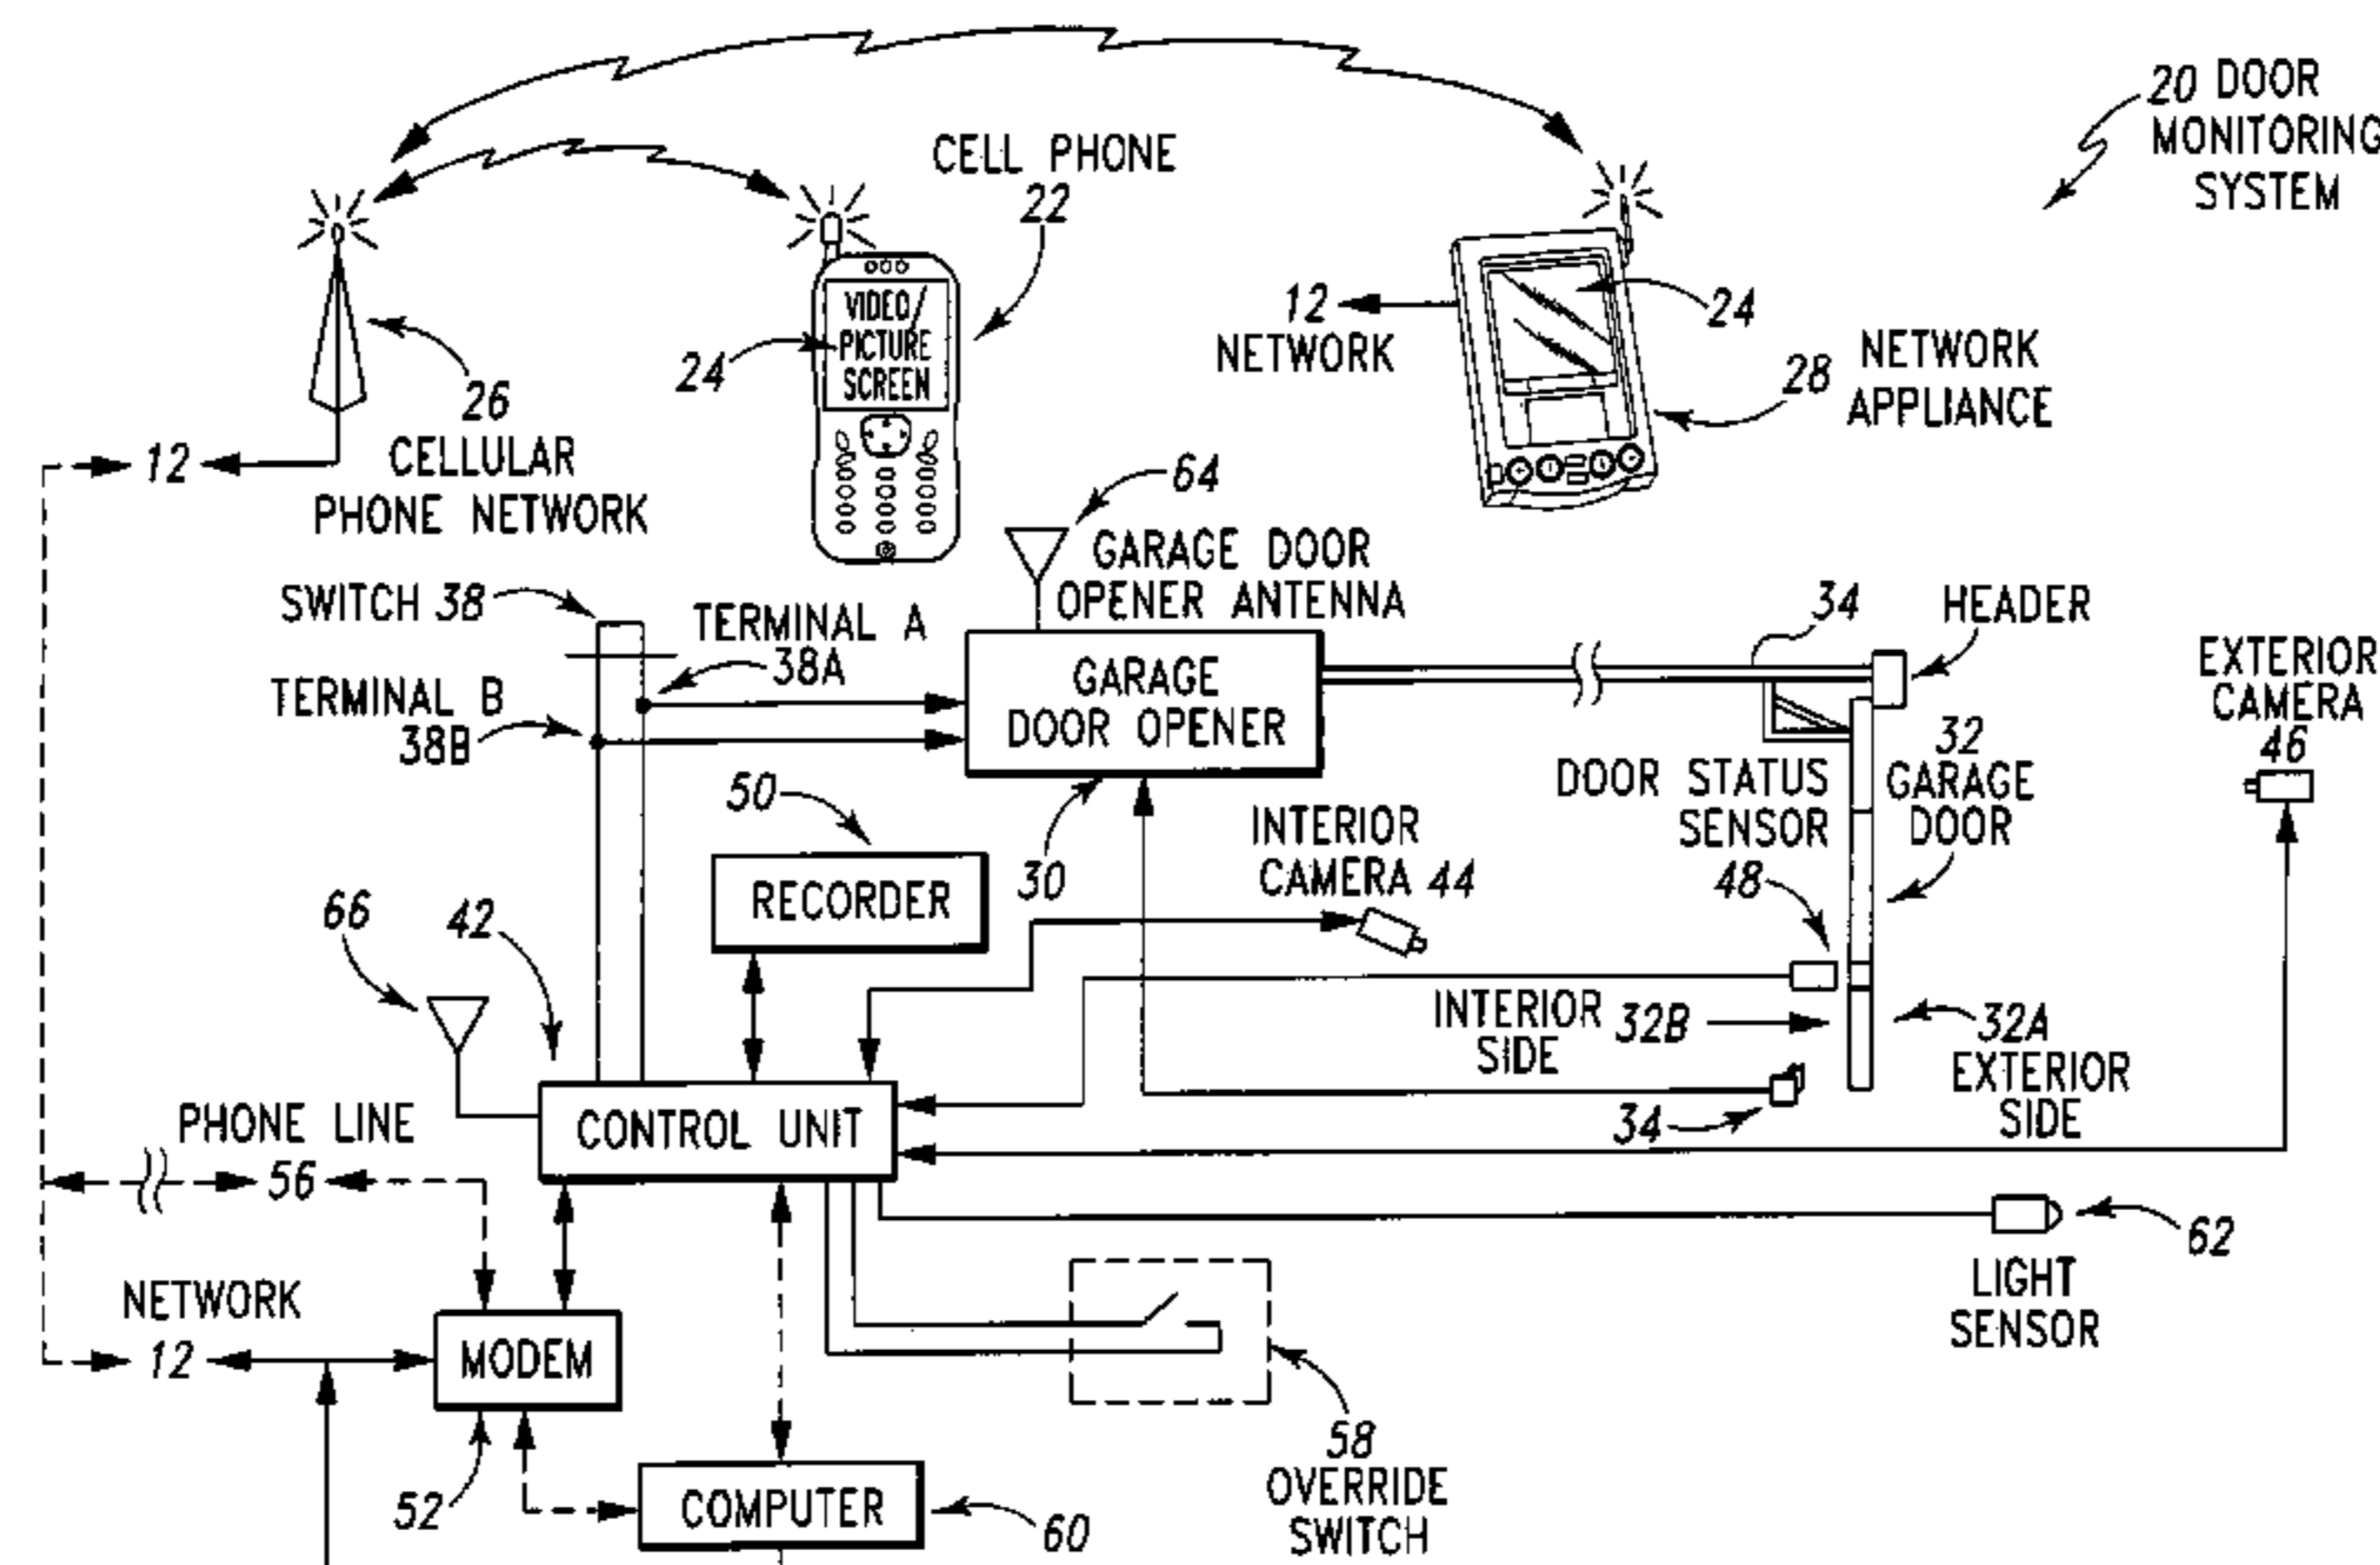 20 DOOR
MONITORING
SYSTEM
CELL PHONE
22
VIDEO/
PICTURE
SCREEN
24
12
NETWORK
24
28
NETWORK
APPLIANCE
26
CELLULAR
PHONE NETWORK
12
64
GARAGE DOOR
OPENER ANTENNA
SWITCH 38
TERMINAL A
38A
TERMINAL B
38B
GARAGE
DOOR OPENER
30
34
HEADER
EXTERIOR
CAMERA
46
DOOR STATUS
SENSOR
48
32
GARAGE
DOOR
50
RECORDER
INTERIOR
CAMERA 44
66
42
INTERIOR
SIDE
32B
32A
EXTERIOR
SIDE
34
CONTROL UNIT
PHONE LINE
56
62
LIGHT
SENSOR
NETWORK
12
MODEM
52
58
OVERRIDE
SWITCH
COMPUTER
60